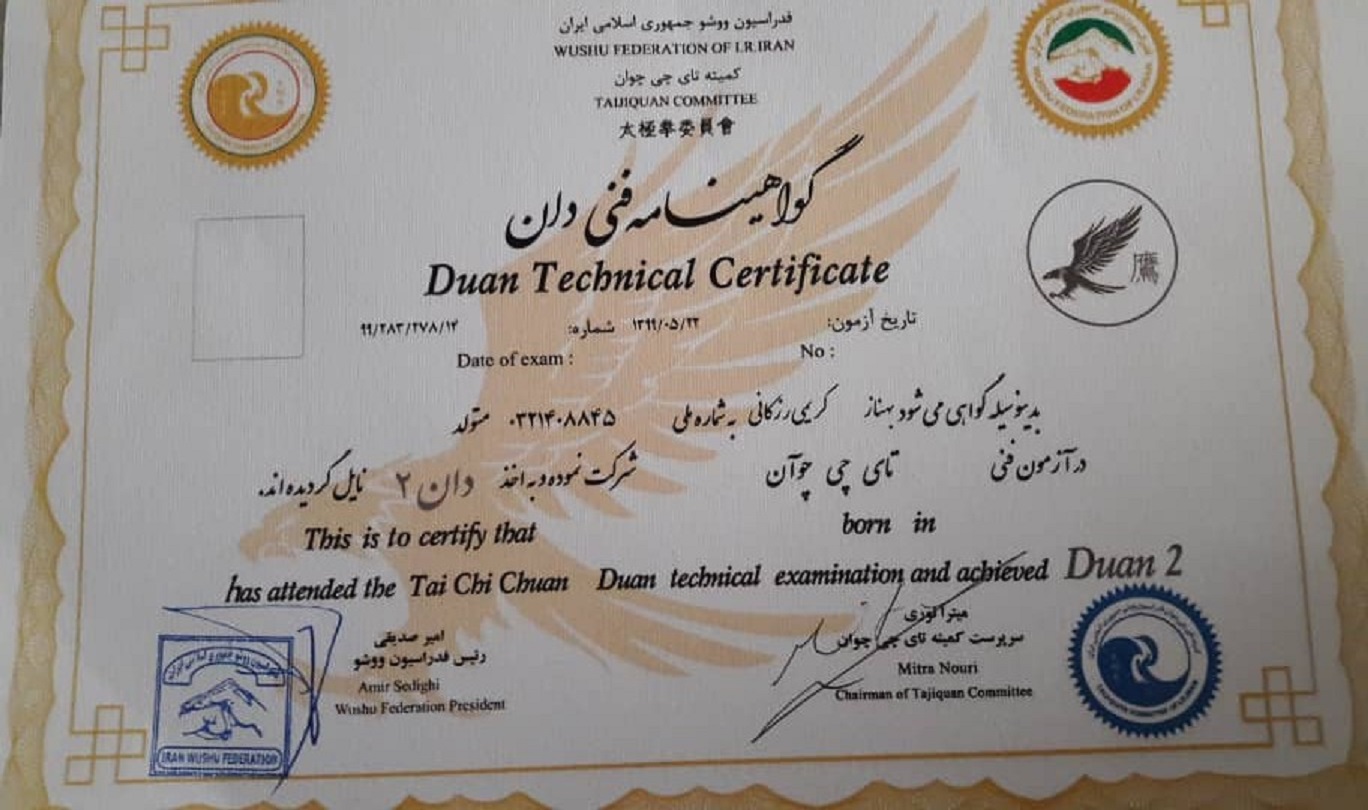 فدراسیون ووشو جمهوری اسلامی ایران
WUSHU FEDERATION OF I.R.IRAN
کمیته تای چی چوان
TAIJIQUAN COMMITTEE
太極拳委員會
گواهینامه فنی دان
Duan Technical Certificate
تاریخ آزمون: ۱۳۹۹/۰۵/۲۲ شماره: ۹۹/۲۸۳/۲۷۸/۱۴
Date of exam : No :
鷹
بدینوسیله گواهی می شود بهناز کریمی رزکانی به شماره ملی ۰۳۲۱۴۰۸۸۴۵ متولد
در آزمون فنی تای چی چوآن شرکت نموده و به اخذ دان ۲ نایل گردیده اند.
This is to certify that born in
has attended the Tai Chi Chuan Duan technical examination and achieved Duan 2
امیر صدیقی
رئیس فدراسیون ووشو
Amir Sedighi
Wushu Federation President
میترا نوری
سرپرست کمیته تای چی چوان
Mitra Nouri
Chairman of Tajiquan Committee
IRAN WUSHU FEDERATION